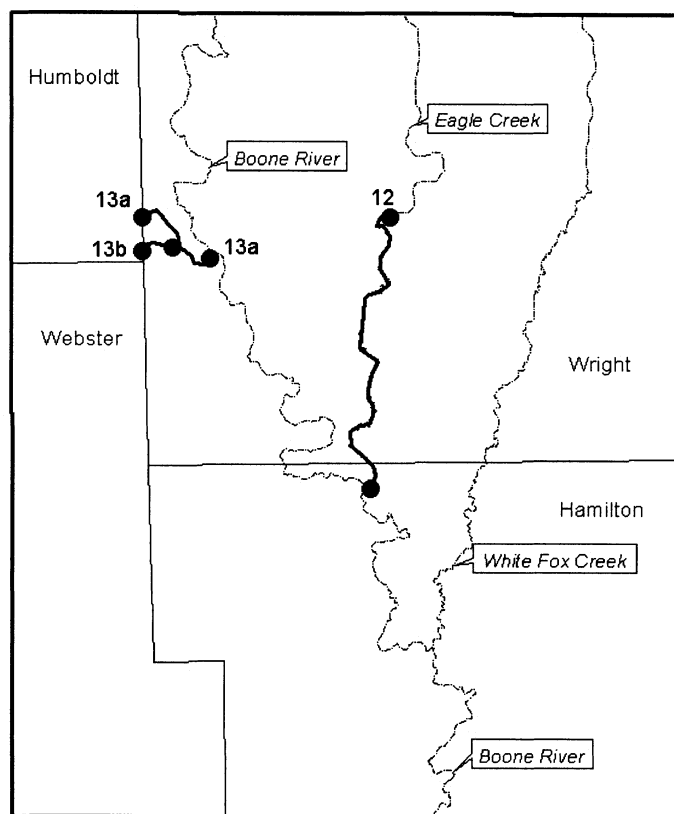 Humboldt
Eagle Creek
Boone River
13a
12
13b
13a
Webster
Wright
Hamilton
White Fox Creek
Boone River